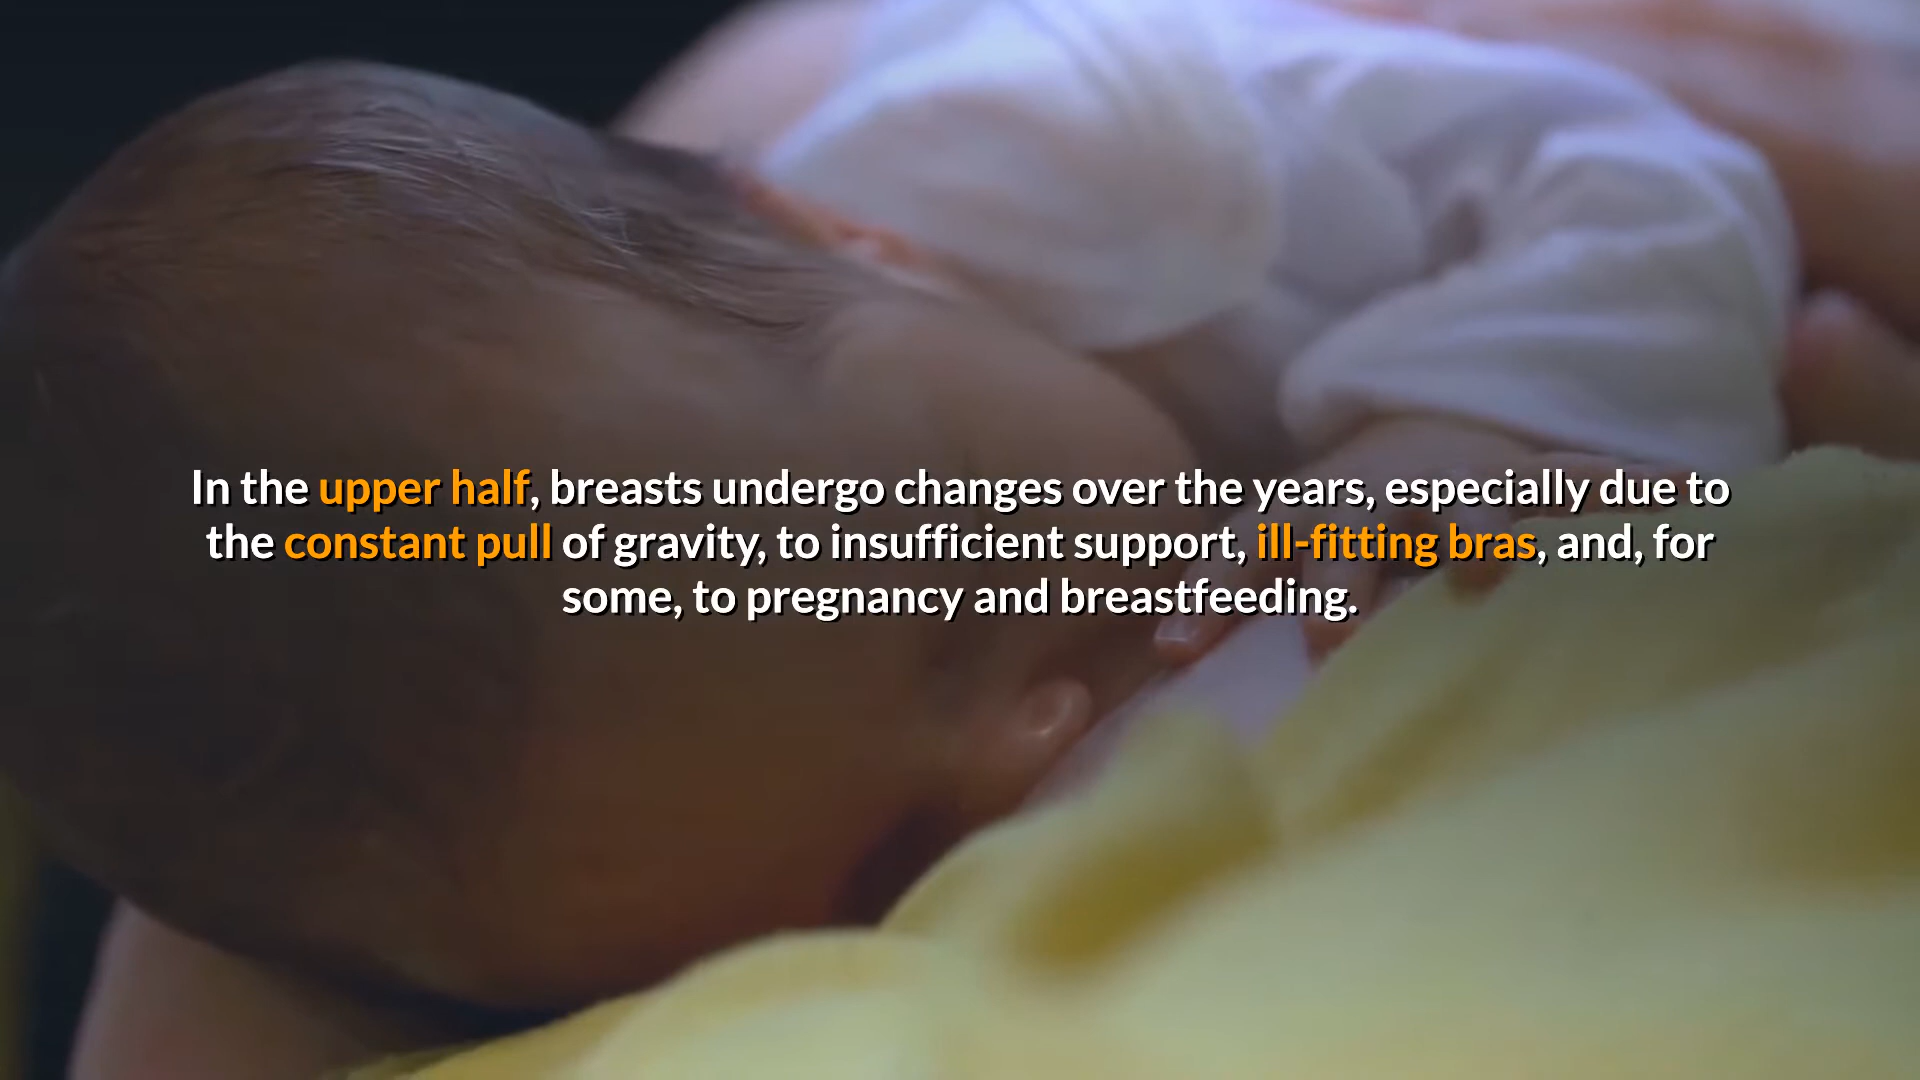 In the upper half, breasts undergo changes over the years, especially due to
the constant pull of gravity, to insufficient support, ill-fitting bras, and, for
some, to pregnancy and breastfeeding.